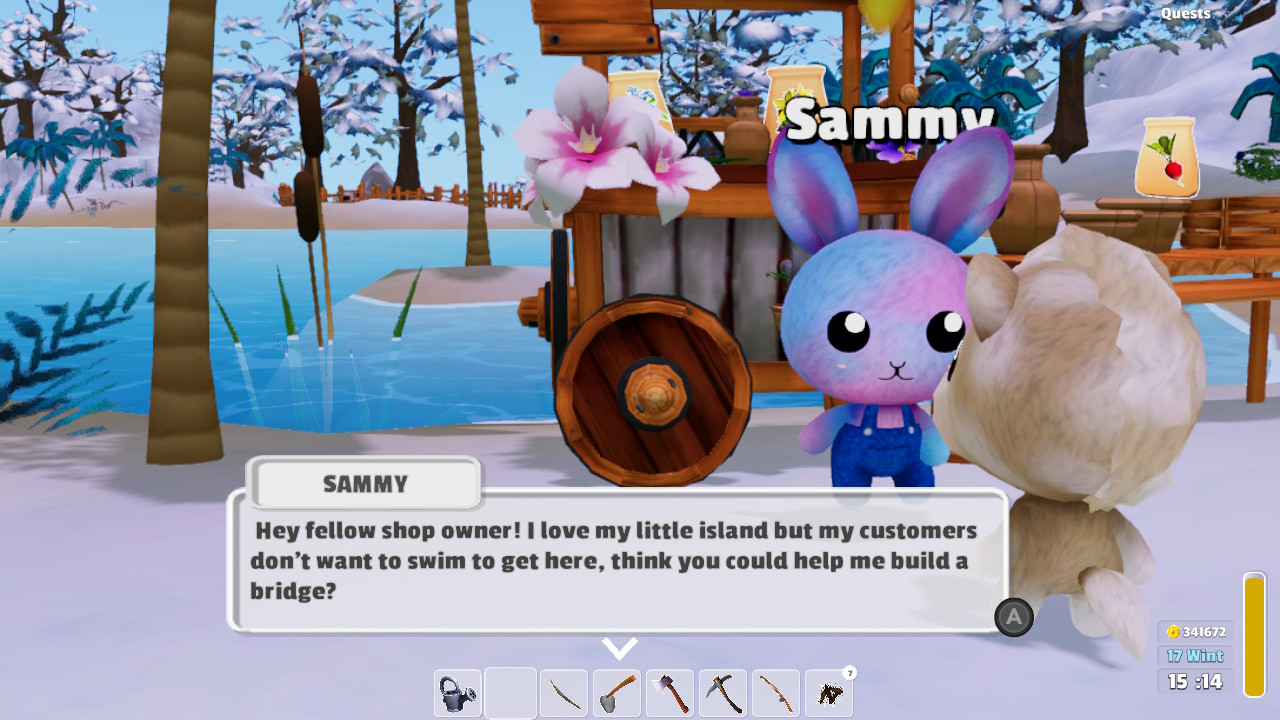 Quests
Sammy
SAMMY
Hey fellow shop owner! I love my little island but my customers
don't want to swim to get here, think you could help me build a
bridge?
A
341672
17 Wint
15 :14
7